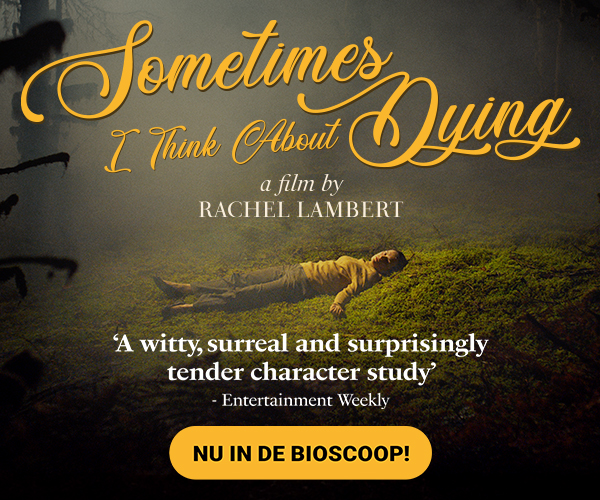 Sometimes
I Think About Dying
a film by
RACHEL LAMBERT
‘A witty, surreal and surprisingly
tender character study’
- Entertainment Weekly
NU IN DE BIOSCOOP!